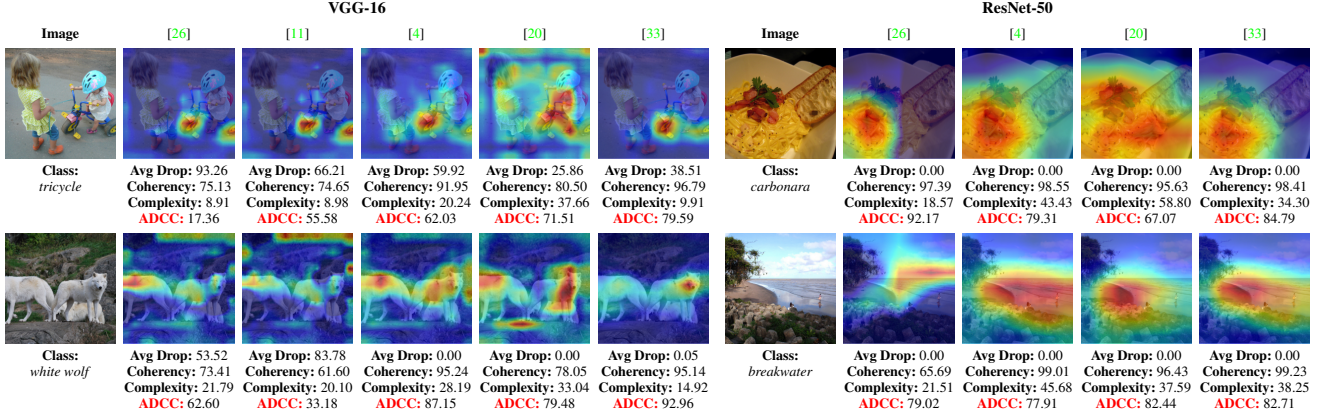 VGG-16 ResNet-50
Image [26] [11] [4] [20] [33] Image [26] [4] [20] [33]
Class: Avg Drop: 93.26 Avg Drop: 66.21 Avg Drop: 59.92 Avg Drop: 25.86 Avg Drop: 38.51 Class: Avg Drop: 0.00 Avg Drop: 0.00 Avg Drop: 0.00 Avg Drop: 0.00
tricycle Coherency: 75.13 Coherency: 74.65 Coherency: 91.95 Coherency: 80.50 Coherency: 96.79 carbonara Coherency: 97.39 Coherency: 98.55 Coherency: 95.63 Coherency: 98.41
Complexity: 8.91 Complexity: 8.98 Complexity: 20.24 Complexity: 37.66 Complexity: 9.91 Complexity: 18.57 Complexity: 43.43 Complexity: 58.80 Complexity: 34.30
ADCC: 17.36 ADCC: 55.58 ADCC: 62.03 ADCC: 71.51 ADCC: 79.59 ADCC: 92.17 ADCC: 79.31 ADCC: 67.07 ADCC: 84.79
Class: Avg Drop: 53.52 Avg Drop: 83.78 Avg Drop: 0.00 Avg Drop: 0.00 Avg Drop: 0.05 Class: Avg Drop: 0.00 Avg Drop: 0.00 Avg Drop: 0.00 Avg Drop: 0.00
white wolf Coherency: 73.41 Coherency: 61.60 Coherency: 95.24 Coherency: 78.05 Coherency: 95.14 breakwater Coherency: 65.69 Coherency: 99.01 Coherency: 96.43 Coherency: 99.23
Complexity: 21.79 Complexity: 20.10 Complexity: 28.19 Complexity: 33.04 Complexity: 14.92 Complexity: 21.51 Complexity: 45.68 Complexity: 37.59 Complexity: 38.25
ADCC: 62.60 ADCC: 33.18 ADCC: 87.15 ADCC: 79.48 ADCC: 92.96 ADCC: 79.02 ADCC: 77.91 ADCC: 82.44 ADCC: 82.71